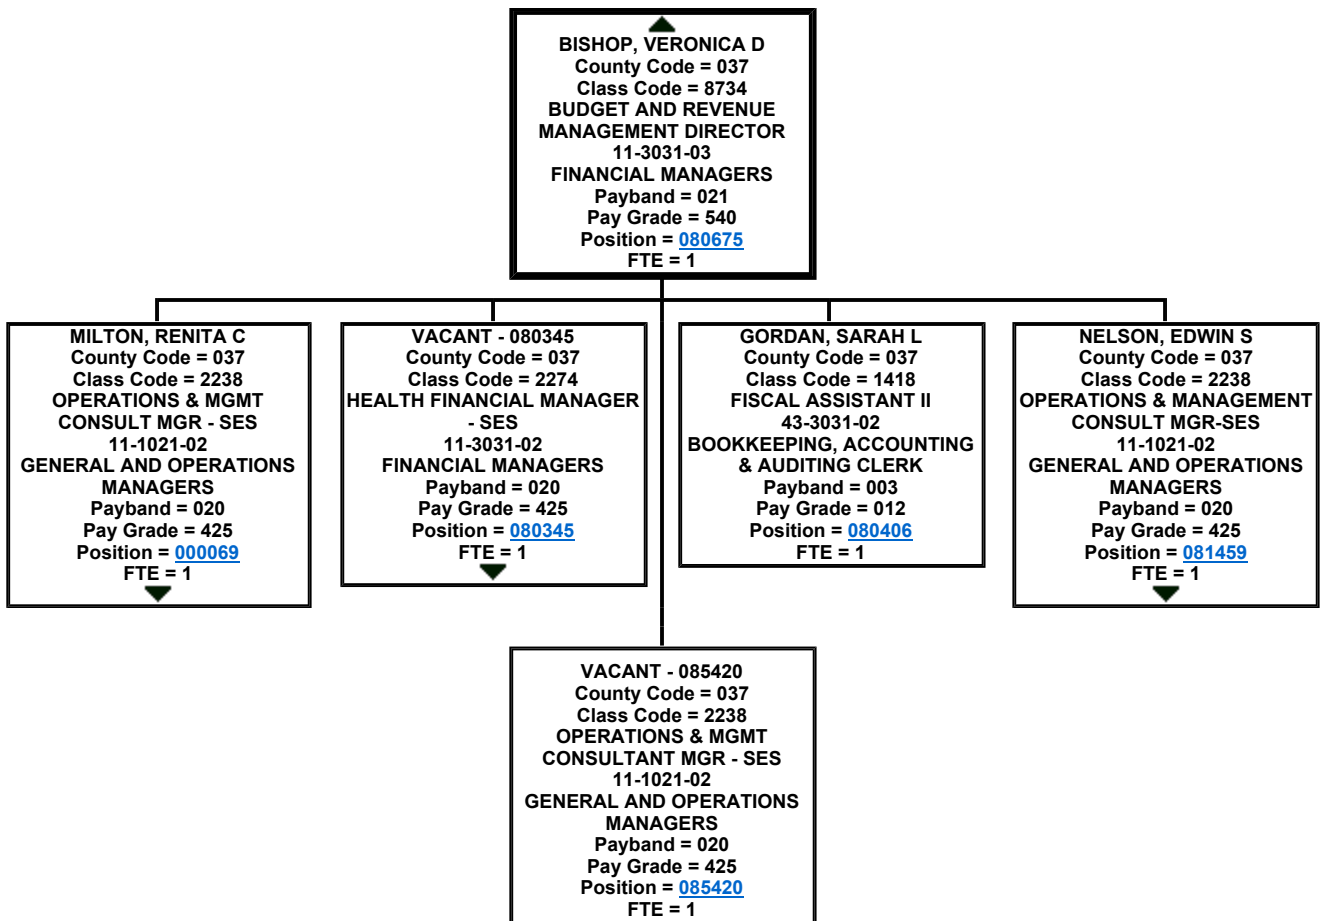 BISHOP, VERONICA D
County Code = 037
Class Code = 8734
BUDGET AND REVENUE
MANAGEMENT DIRECTOR
11-3031-03
FINANCIAL MANAGERS
Payband = 021
Pay Grade = 540
Position = 080675
FTE = 1
MILTON, RENITA C
County Code = 037
Class Code = 2238
OPERATIONS & MGMT
CONSULT MGR - SES
11-1021-02
GENERAL AND OPERATIONS
MANAGERS
Payband = 020
Pay Grade = 425
Position = 000069
FTE = 1
VACANT - 080345
County Code = 037
Class Code = 2274
HEALTH FINANCIAL MANAGER
- SES
11-3031-02
FINANCIAL MANAGERS
Payband = 020
Pay Grade = 425
Position = 080345
FTE = 1
GORDAN, SARAH L
County Code = 037
Class Code = 1418
FISCAL ASSISTANT II
43-3031-02
BOOKKEEPING, ACCOUNTING
& AUDITING CLERK
Payband = 003
Pay Grade = 012
Position = 080406
FTE = 1
NELSON, EDWIN S
County Code = 037
Class Code = 2238
OPERATIONS & MANAGEMENT
CONSULT MGR-SES
11-1021-02
GENERAL AND OPERATIONS
MANAGERS
Payband = 020
Pay Grade = 425
Position = 081459
FTE = 1
VACANT - 085420
County Code = 037
Class Code = 2238
OPERATIONS & MGMT
CONSULTANT MGR - SES
11-1021-02
GENERAL AND OPERATIONS
MANAGERS
Payband = 020
Pay Grade = 425
Position = 085420
FTE = 1